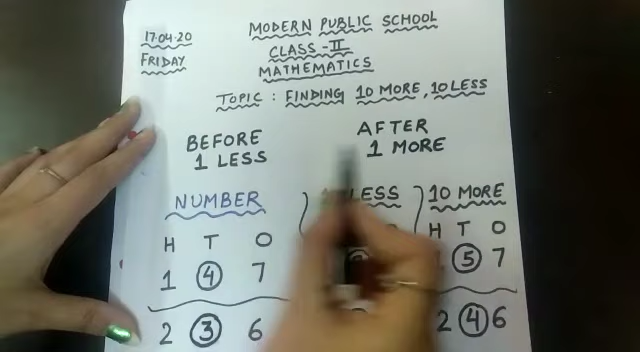 17.04.20
FRIDAY
MODERN PUBLIC SCHOOL
CLASS-II
MATHEMATICS
TOPIC : FINDING 10 MORE, 10 LESS
BEFORE
1 LESS
AFTER
1 MORE
NUMBER
LESS
10 MORE
H T O
H T O
1 4 7
5 7
2 3 6
2 4 6